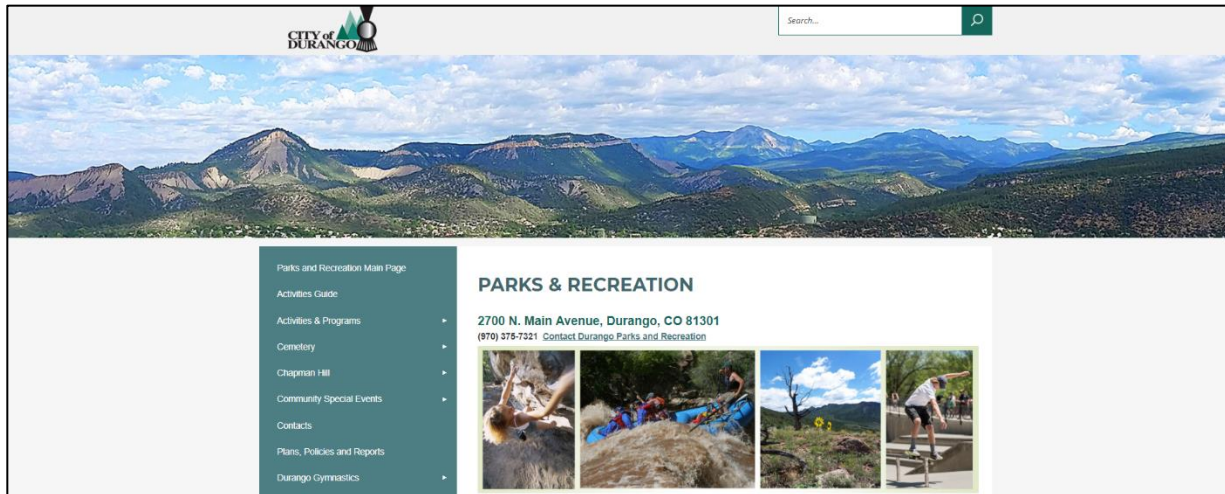 CITY of
DURANGO
Search...
Parks and Recreation Main Page
Activities Guide
Activities & Programs
Cemetery
Chapman Hill
Community Special Events
Contacts
Plans, Policies and Reports
Durango Gymnastics
PARKS & RECREATION
2700 N. Main Avenue, Durango, CO 81301
(970) 375-7321 Contact Durango Parks and Recreation